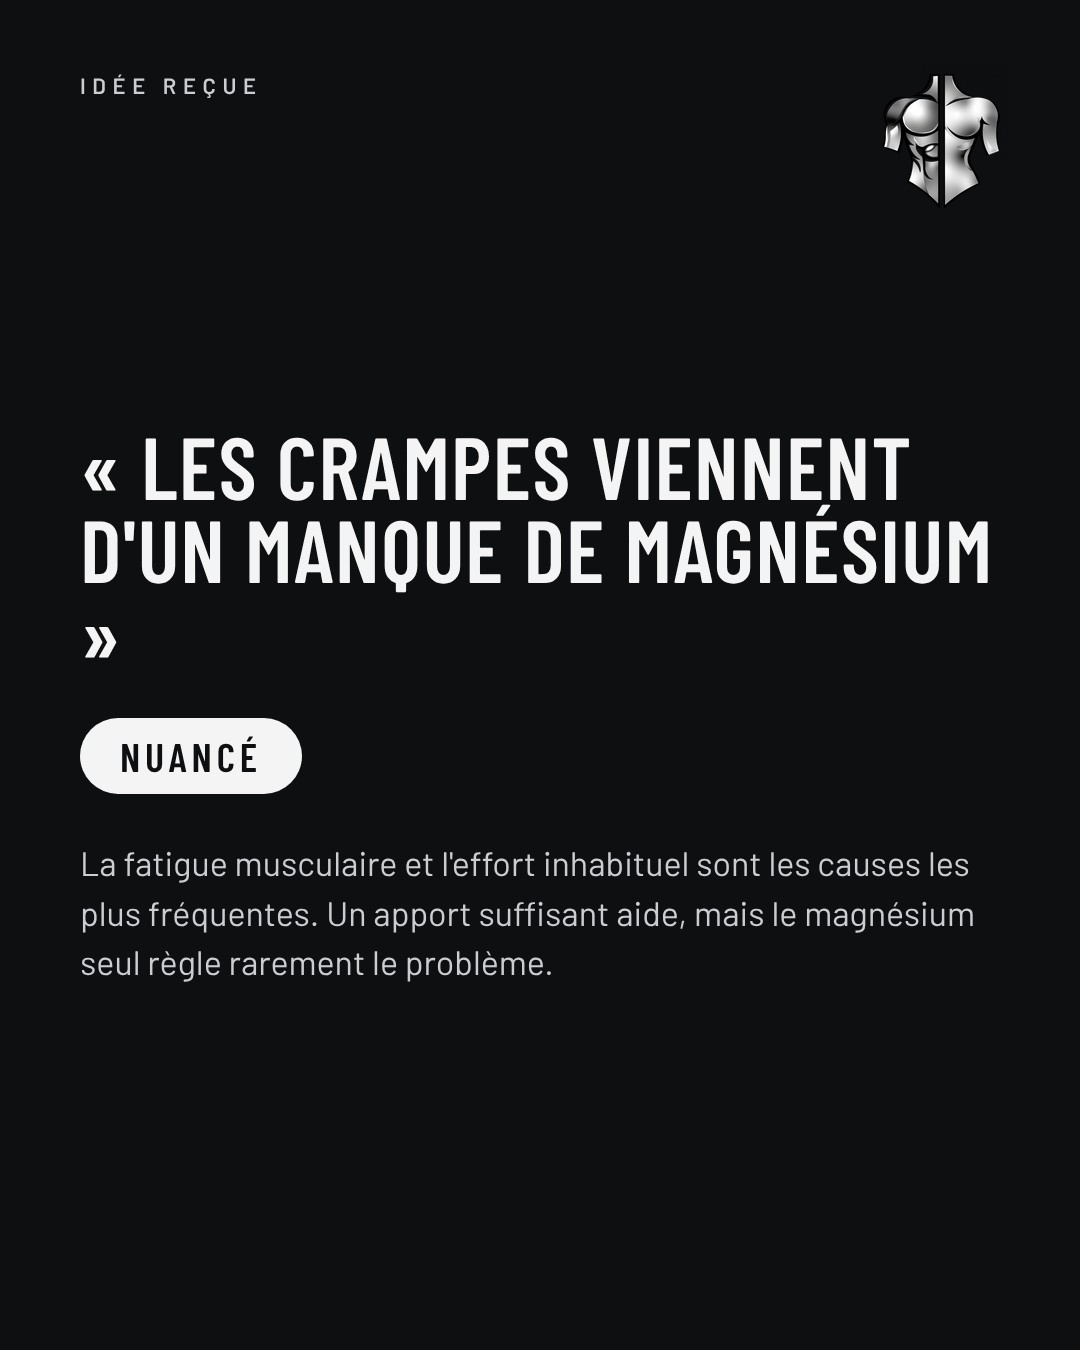 IDÉE REÇUE
« LES CRAMPES VIENNENT
D'UN MANQUE DE MAGNÉSIUM
»
NUANCÉ
La fatigue musculaire et l'effort inhabituel sont les causes les
plus fréquentes. Un apport suffisant aide, mais le magnésium
seul règle rarement le problème.